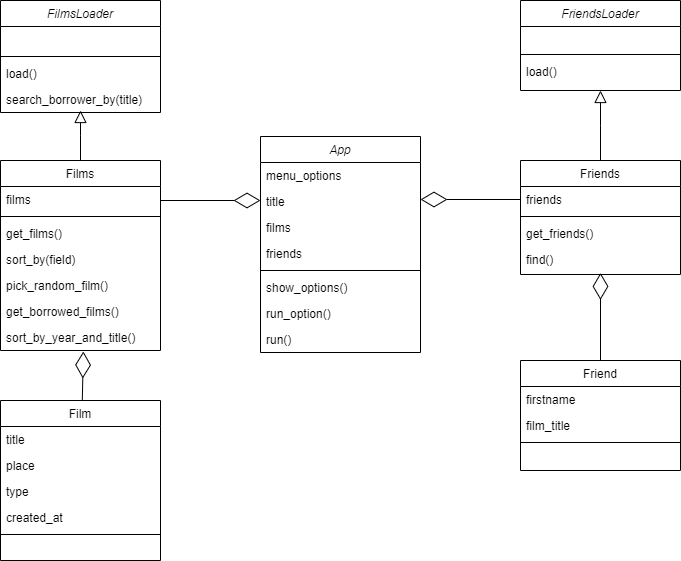 FilmsLoader
load()
search_borrower_by(title)
Films
films
get_films()
sort_by(field)
pick_random_film()
get_borrowed_films()
sort_by_year_and_title()
Film
title
place
type
created_at
App
menu_options
title
films
friends
show_options()
run_option()
run()
FriendsLoader
load()
Friends
friends
get_friends()
find()
Friend
firstname
film_title